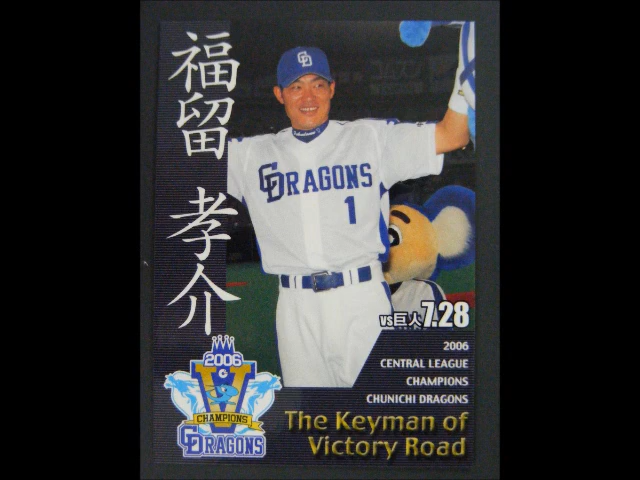 福留 孝介
CD
DRAGONS
1
vs巨人7.28
2006
CENTRAL LEAGUE
CHAMPIONS
CHUNICHI DRAGONS
2006
V
CHAMPIONS
DRAGONS
The Keyman of
Victory Road